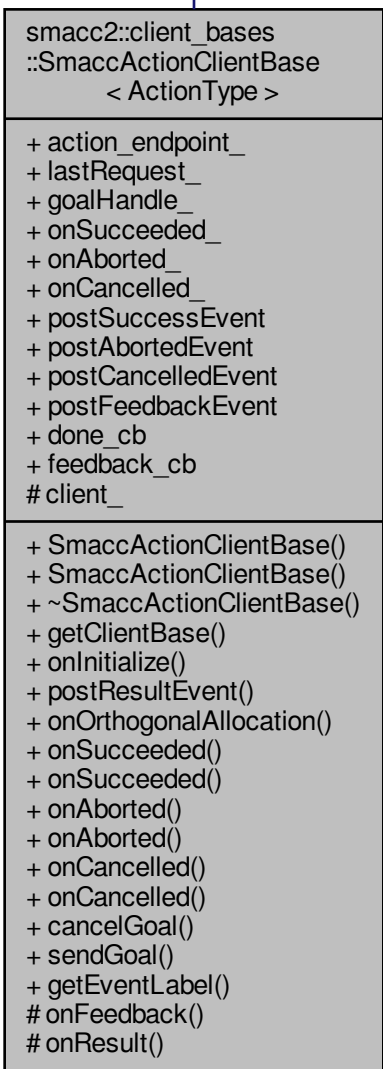 smacc2::client_bases
::SmaccActionClientBase
< ActionType >
+ action_endpoint_
+ lastRequest_
+ goalHandle_
+ onSucceeded_
+ onAborted_
+ onCancelled_
+ postSuccessEvent
+ postAbortedEvent
+ postCancelledEvent
+ postFeedbackEvent
+ done_cb
+ feedback_cb
# client_
+ SmaccActionClientBase()
+ SmaccActionClientBase()
+ ~SmaccActionClientBase()
+ getClientBase()
+ onInitialize()
+ postResultEvent()
+ onOrthogonalAllocation()
+ onSucceeded()
+ onSucceeded()
+ onAborted()
+ onAborted()
+ onCancelled()
+ onCancelled()
+ cancelGoal()
+ sendGoal()
+ getEventLabel()
# onFeedback()
# onResult()